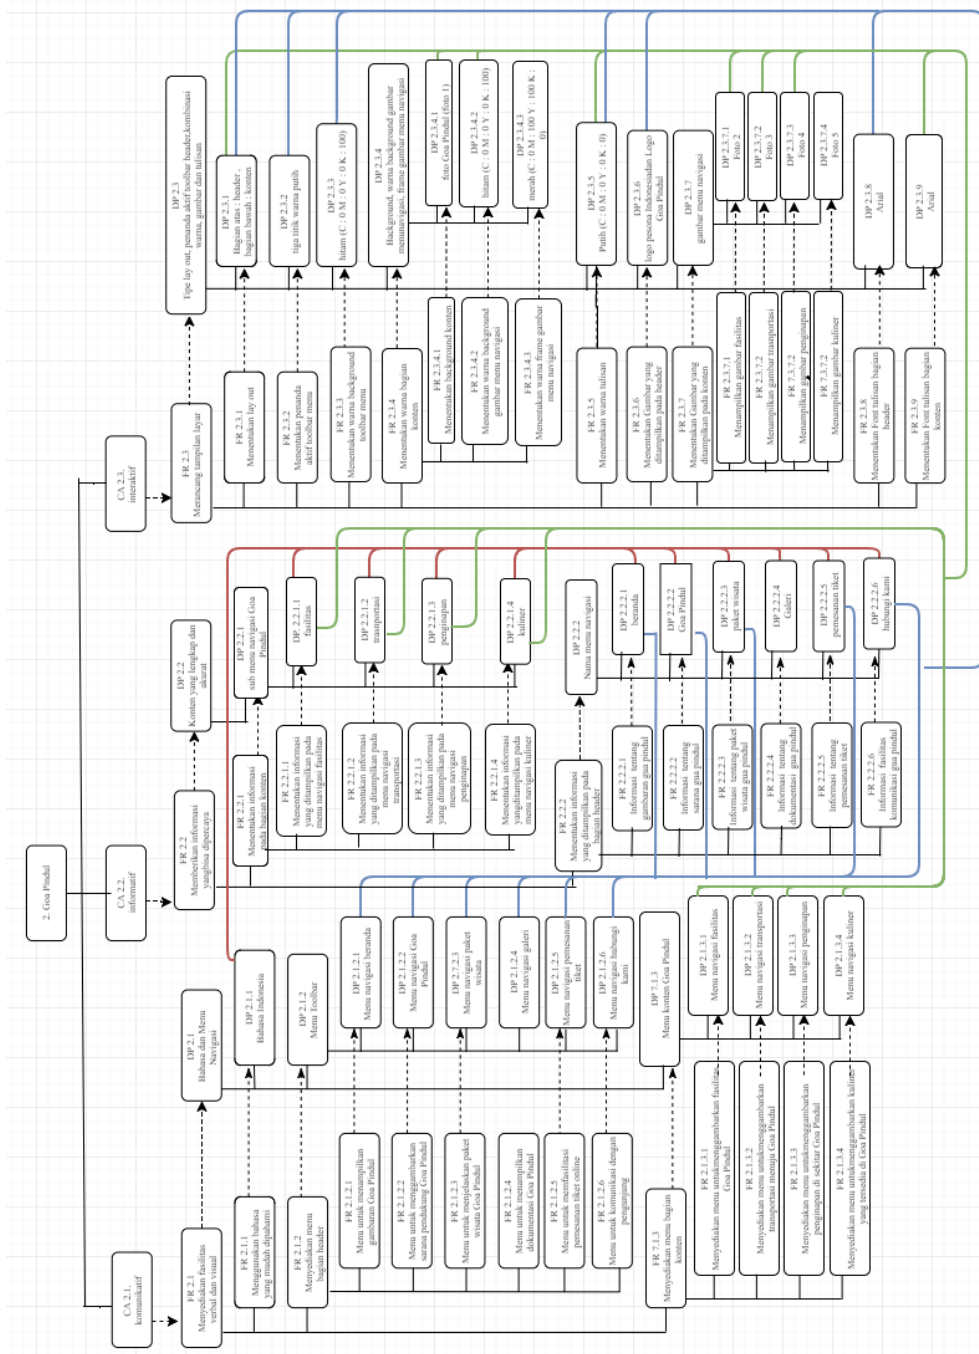 2. Goa Pindul
CA 2.1.
komunikatif
FR 2.1
Menyediakan fasilitas
verbal dan visual
DP 2.1
Bahasa dan Menu
Navigasi
FR 2.1.1
Menggunakan bahasa
yang mudah dipahami
DP 2.1.1
Bahasa Indonesia
FR 2.1.2
Menyediakan menu
bagian header
DP 2.1.2
Menu Toolbar
FR 2.1.2.1
Menu untuk menampilkan
gambaran Goa Pindul
DP 2.1.2.1
Menu navigasi beranda
FR 2.1.2.2
Menu untuk menggambarkan
sarana pendukung Goa Pindul
DP 2.1.2.2
Menu navigasi Goa
Pindul
FR 2.1.2.3
Menu untuk menjelaskan paket
wisata Goa Pindul
DP 2.7.2.3
Menu navigasi paket
wisata
FR 2.1.2.4
Menu untuk menampilkan
dokumentasi Goa Pindul
DP 2.1.2.4
Menu navigasi galeri
FR 2.1.2.5
Menu untuk memfasilitasi
pemesanan tiket online
DP 2.1.2.5
Menu navigasi pemesanan
tiket
FR 2.1.2.6
Menu untuk komunikasi dengan
pengunjung
DP 2.1.2.6
Menu navigasi hubungi
kami
FR 7.1.3
Menyediakan menu bagian
konten
DP 7.1.3
Menu konten Goa Pindul
FR 2.1.3.1
Menyediakan menu untukmenggambarkan fasilitas
Goa Pindul
DP 2.1.3.1
Menu navigasi fasilitas
FR 2.1.3.2
Menyediakan menu untukmenggambarkan
transportasi menuju Goa Pindul
DP 2.1.3.2
Menu navigasi transportasi
FR 2.1.3.3
Menyediakan menu untukmenggambarkan
penginapan di sekitar Goa Pindul
DP 2.1.3.3
Menu navigasi penginapan
FR 2.1.3.4
Menyediakan menu untukmenggambarkan kuliner
yang tersedia di Goa Pindul
DP 2.1.3.4
Menu navigasi kuliner
CA 2.2.
informatif
FR 2.2
Memberikan informasi
yangbisa dipercaya
DP 2.2
Konten yang lengkap dan
akurat
FR 2.2.1
Menentukan informasi
pada bagian konten
DP 2.2.1
sub menu navigasi Goa
Pindul
FR 2.2.1.1
Menentukan informasi
yang ditampilkan pada
menu navigasi fasilitas
DP 2.2.1.1
fasilitas
FR 2.2.1.2
Menentukan informasi
yang ditampilkan pada
menu navigasi
transportasi
DP 2.2.1.2
trasnportasi
FR 2.2.1.3
Menentukan informasi
yang ditampilkan pada
menu navigasi
penginapan
DP 2.2.1.3
penginapan
FR 2.2.1.4
Menentukan informasi
yangditampilkan pada
menu navigasi kuliner
DP 2.2.1.4
kuliner
FR 2.2.2
Menentukan informasi
yang ditampilkan pada
bagian header
DP 2.2.2
Nama menu navigasi
FR 2.2.2.1
Informasi tentang
gambaran gua pindul
DP 2.2.2.1
beranda
FR 2.2.2.2
Informasi tentang
sarana gua pindul
DP 2.2.2.2
Goa Pindul
FR 2.2.2.3
Informasi tentang paket
wisata gua pindul
DP 2.2.2.3
paket wisata
FR 2.2.2.4
Informasi tentang
dokumentasi gua pindul
DP 2.2.2.4
Galeri
FR 2.2.2.5
Informasi tentang
pemesanan tiket
DP 2.2.2.5
pemesanan tiket
FR 2.2.2.6
Informasi fasilitas
komunikasi gua pindul
DP 2.2.2.6
hubungi kami
CA 2.3.
interaktif
FR 2.3
Merancang tampilan layar
DP 2.3
Tipe lay out, penanda aktif toolbar header,kombinasi
warna, gambar dan tulisan
FR 2.3.1
Menentukan lay out
DP 2.3.1
Bagian atas : header ,
bagian bawah : konten
FR 2.3.2
Menentukan penanda
aktif toolbar menu
DP 2.3.2
tiga titik warna putih
FR 2.3.3
Menentukan warna background
toolbar menu
DP 2.3.3
hitam (C : 0 M : 0 Y : 0 K : 100)
FR 2.3.4
Menentukan warna bagian
konten
DP 2.3.4
Background, warna background gambar
menunavigasi, frame gambar menu navigasi
FR 2.3.4.1
Menentukan background konten
DP 2.3.4.1
foto Goa Pindul (foto 1)
FR 2.3.4.2
Menentukan warna background
gambar menu navigasi
DP 2.3.4.2
hitam (C : 0 M : 0 Y : 0 K : 100)
FR 2.3.4.3
Menentukan warna frame gambar
menu navigasi
DP 2.3.4.3
merah (C : 0 M : 100 Y : 100 K :
0)
FR 2.3.5
Menentukan warna tulisan
DP 2.3.5
Putih (C : 0 M : 0 Y : 0 K : 0)
FR 2.3.6
Menentukan Gambar yang
ditampilkan pada header
DP 2.3.6
logo pesona Indonesiadan Logo
Goa Pindul
FR 2.3.7
Menentukan Gambar yang
ditampilkan pada konten
DP 2.3.7
gambar menu navigasi
FR 2.3.7.1
Menampilkan gambar fasilitas
DP 2.3.7.1
Foto 2
FR 2.3.7.2
Menampilkan gambar trasnportasi
DP 2.3.7.2
Foto 3
FR 7.3.7.2
Menampilkan gambar penginapan
DP 2.3.7.3
Foto 4
FR 7.3.7.2
Menampilkan gambar kuliner
DP 2.3.7.4
Foto 5
FR 2.3.8
Menentukan Font tulisan bagian
header
DP 2.3.8
Arial
FR 2.3.9
Menentukan Font tulisan bagian
konten
DP 2.3.9
Arial